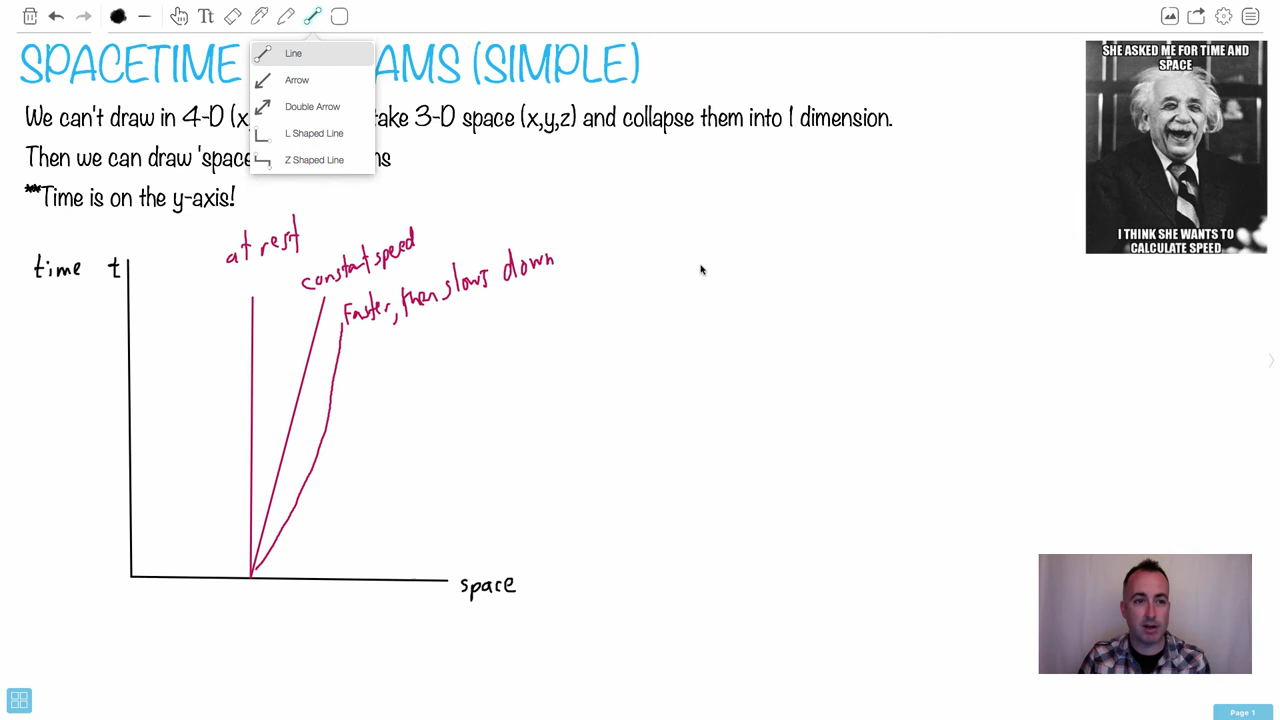 SPACETIME AMS (SIMPLE)
Line
Arrow
Double Arrow
L Shaped Line
Z Shaped Line
We can't draw in 4-D (x, take 3-D space (x,y,z) and collapse them into 1 dimension.
Then we can draw 'space ns
**Time is on the y-axis!
SHE ASKED ME FOR TIME AND
SPACE
I THINK SHE WANTS TO
CALCULATE SPEED
at rest
constant speed
Faster, then slows down
time t
space
Page 1